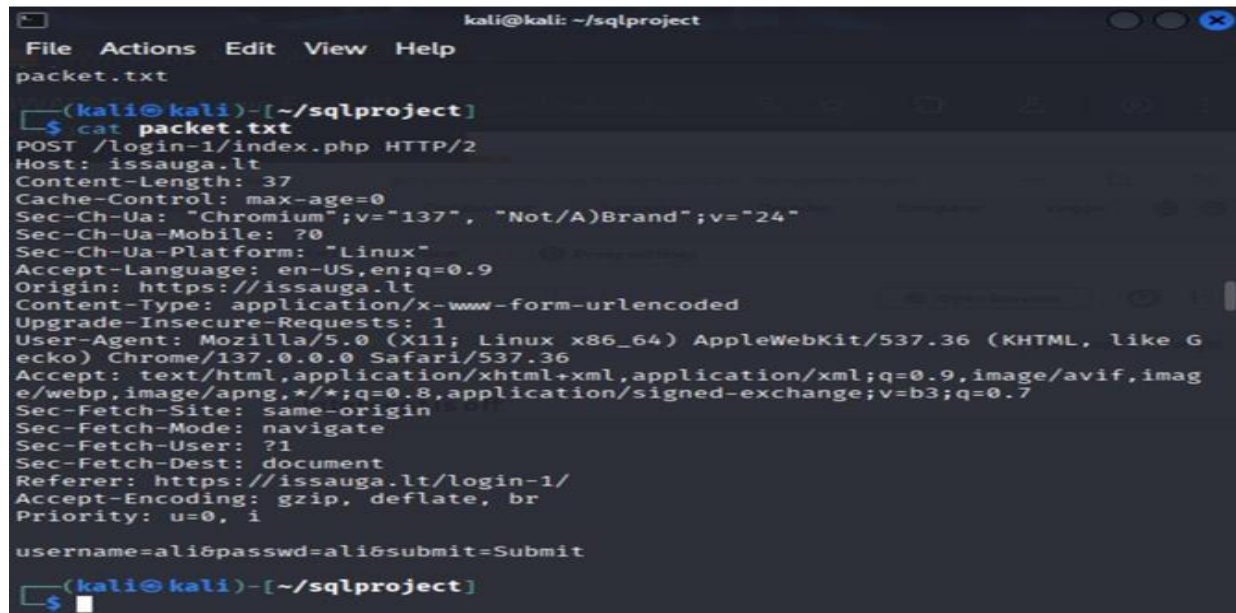 kali@kali: ~/sqlproject
File Actions Edit View Help
packet.txt
(kali㉿kali)-[~/sqlproject]
$ cat packet.txt
POST /login-1/index.php HTTP/2
Host: issauga.lt
Content-Length: 37
Cache-Control: max-age=0
Sec-Ch-Ua: "Chromium";v="137", "Not/A)Brand";v="24"
Sec-Ch-Ua-Mobile: ?0
Sec-Ch-Ua-Platform: "Linux"
Accept-Language: en-US,en;q=0.9
Origin: https://issauga.lt
Content-Type: application/x-www-form-urlencoded
Upgrade-Insecure-Requests: 1
User-Agent: Mozilla/5.0 (X11; Linux x86_64) AppleWebKit/537.36 (KHTML, like G
ecko) Chrome/137.0.0.0 Safari/537.36
Accept: text/html,application/xhtml+xml,application/xml;q=0.9,image/avif,imag
e/webp,image/apng,*/*;q=0.8,application/signed-exchange;v=b3;q=0.7
Sec-Fetch-Site: same-origin
Sec-Fetch-Mode: navigate
Sec-Fetch-User: ?1
Sec-Fetch-Dest: document
Referer: https://issauga.lt/login-1/
Accept-Encoding: gzip, deflate, br
Priority: u=0, i
username=ali&passwd=ali&submit=Submit
(kali㉿kali)-[~/sqlproject]
$